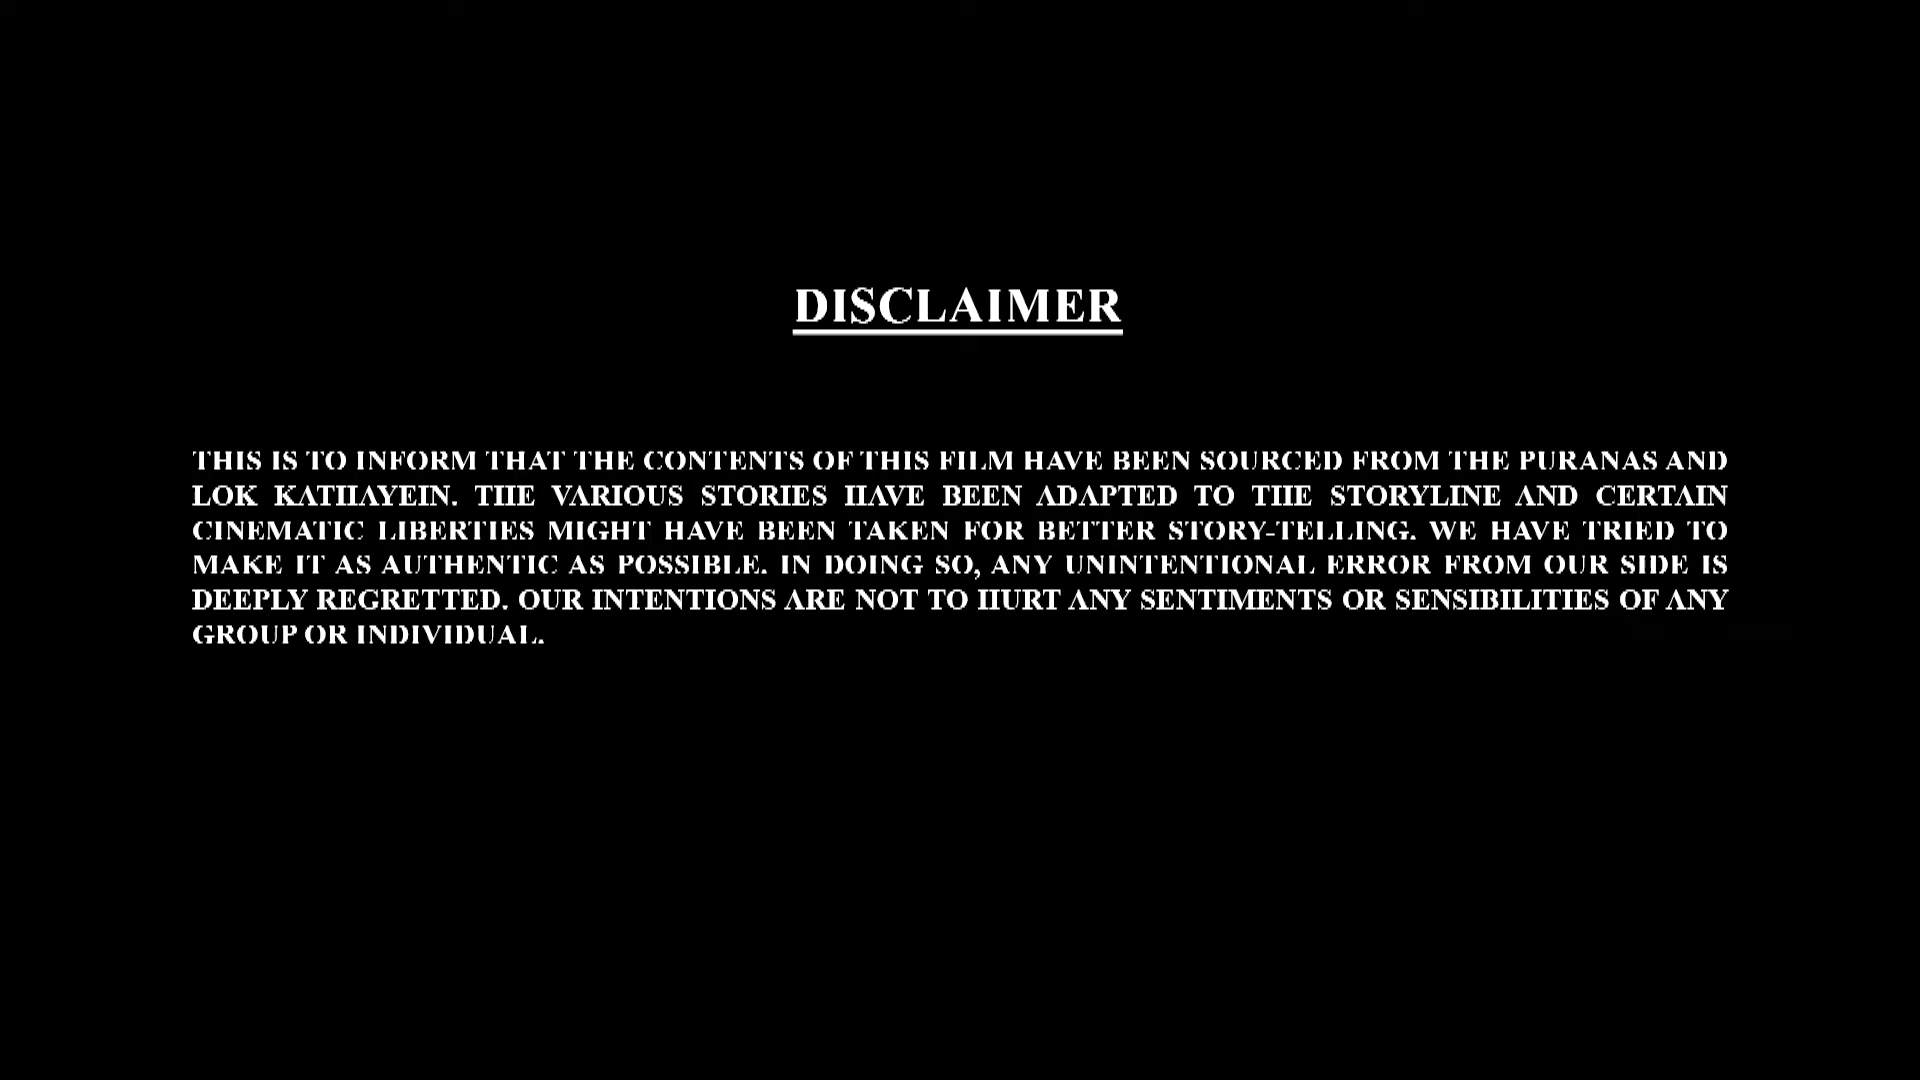 DISCLAIMER
THIS IS TO INFORM THAT THE CONTENTS OF THIS FILM HAVE BEEN SOURCED FROM THE PURANAS AND
LOK KATHAYEIN. THE VARIOUS STORIES HAVE BEEN ADAPTED TO THE STORYLINE AND CERTAIN
CINEMATIC LIBERTIES MIGHT HAVE BEEN TAKEN FOR BETTER STORY-TELLING. WE HAVE TRIED TO
MAKE IT AS AUTHENTIC AS POSSIBLE. IN DOING SO, ANY UNINTENTIONAL ERROR FROM OUR SIDE IS
DEEPLY REGRETTED. OUR INTENTIONS ARE NOT TO HURT ANY SENTIMENTS OR SENSIBILITIES OF ANY
GROUP OR INDIVIDUAL.